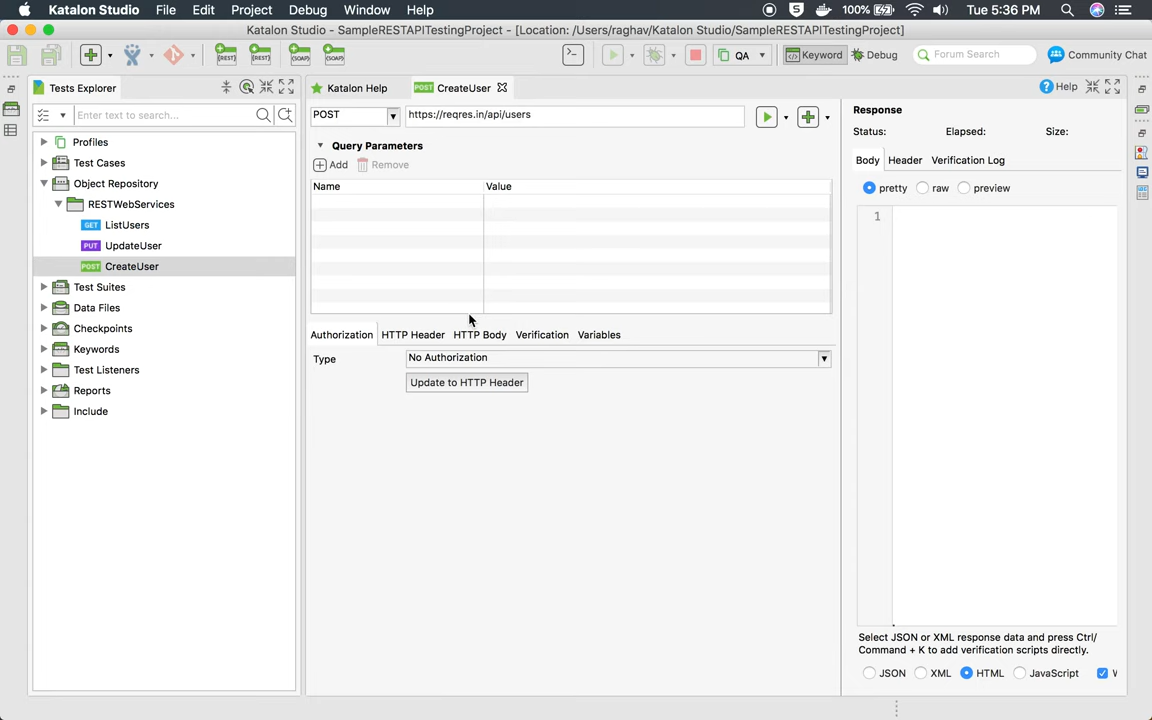 Katalon Studio File Edit Object Debug Window Help 100% Tue 5:36 PM
Katalon Studio - SampleRESTAPITestingProject - [Location: /Users/raghav/Katalon Studio/SampleRESTAPITestingProject]
REST REST SOAP SOAP QA Keyword Debug Forum Search Community Chat
Tests Explorer
Katalon Help
POST CreateUser
Help
Enter text to search...
Profiles
Test Cases
Object Repository
RESTWebServices
GET ListUsers
PUT UpdateUser
POST CreateUser
Test Suites
Data Files
Checkpoints
Keywords
Test Listeners
Reports
Include
POST https://reqres.in/api/users
Query Parameters
Add Remove
Name Value
Authorization HTTP Header HTTP Body Verification Variables
Type No Authorization
Update to HTTP Header
Response
Status: Elapsed: Size:
Body Header Verification Log
pretty raw preview
1
Select JSON or XML response data and press Ctrl/
Command + K to add verification scripts directly.
JSON XML HTML JavaScript